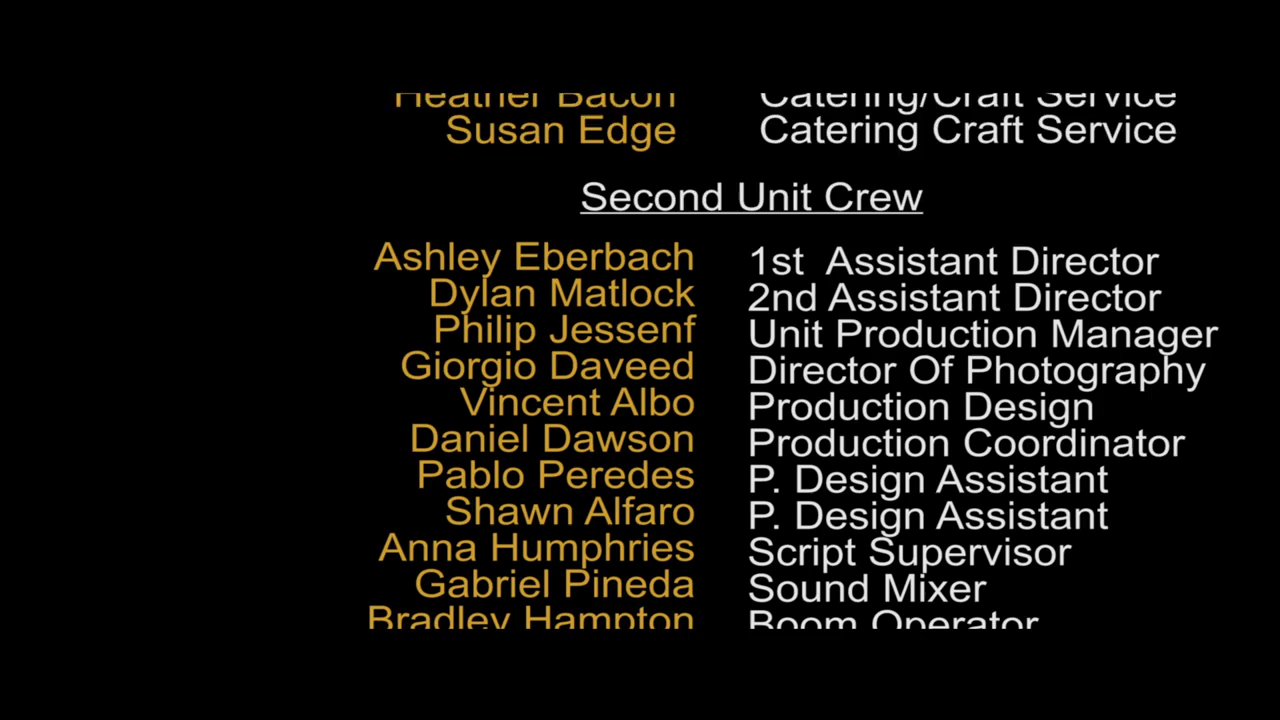 Heather Bacon Catering/Craft Service
Susan Edge Catering Craft Service
Second Unit Crew
Ashley Eberbach 1st  Assistant Director
Dylan Matlock 2nd Assistant Director
Philip Jessenf Unit Production Manager
Giorgio Daveed Director Of Photography
Vincent Albo Production Design
Daniel Dawson Production Coordinator
Pablo Peredes P. Design Assistant
Shawn Alfaro P. Design Assistant
Anna Humphries Script Supervisor
Gabriel Pineda Sound Mixer
Bradley Hampton Boom Operator